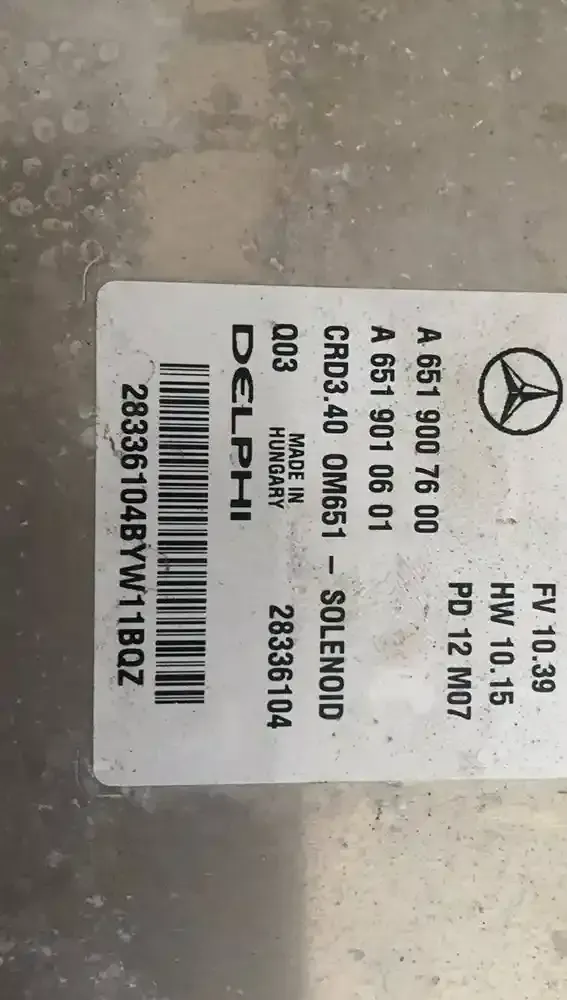 FV 10.39
HW 10.15
PD 12 M07
A 651 900 76 00
A 651 901 06 01
CRD3.40 OM651 – SOLENOID
Q03 MADE IN HUNGARY 28336104
DELPHI
28336104BYW11BQZ